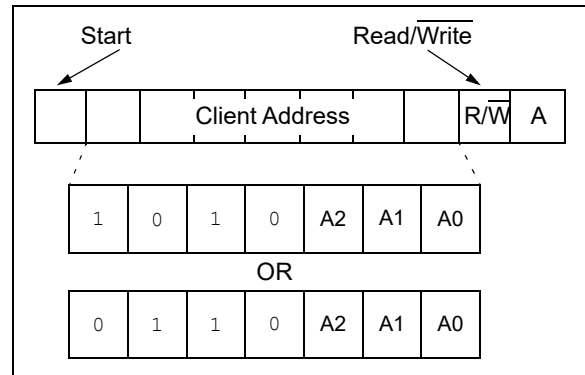 Start Read/Write
Client Address R/W A
1 0 1 0 A2 A1 A0
OR
0 1 1 0 A2 A1 A0